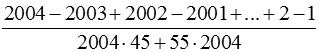 2004 – 2003 + 2002 – 2001 + ... + 2 – 1
2004 · 45 + 55 · 2004